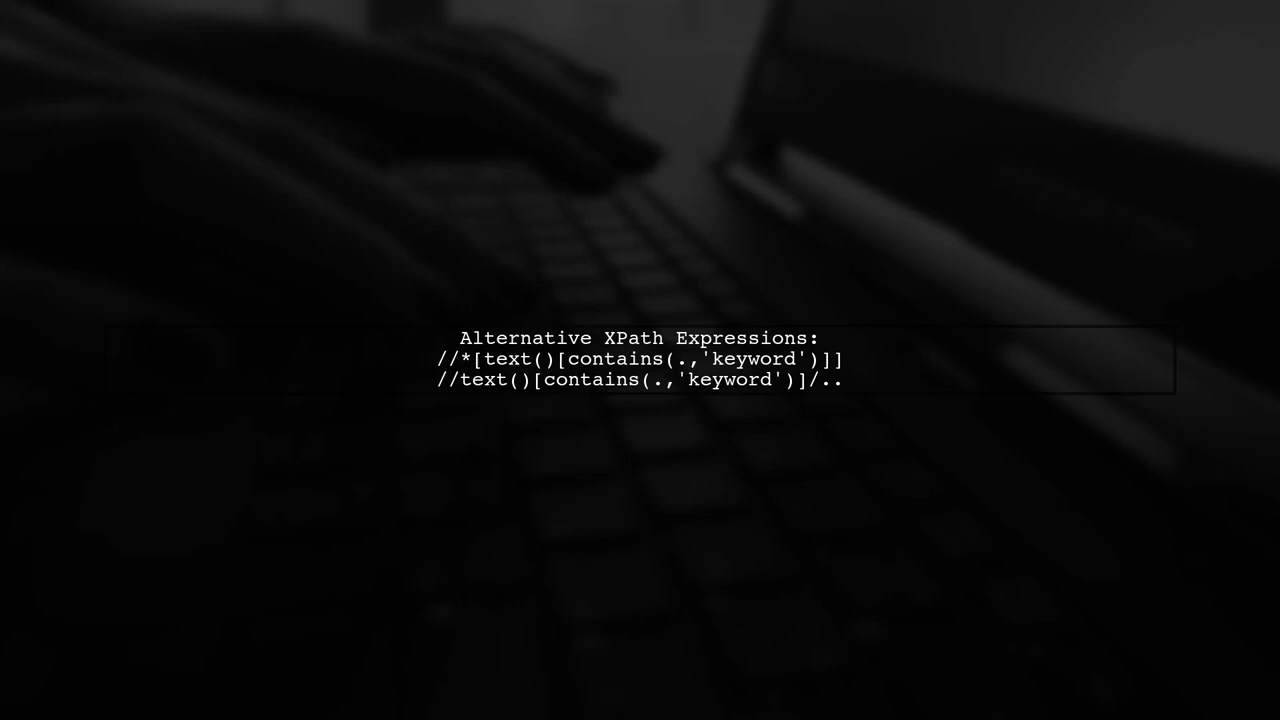 Alternative XPath Expressions:
//*[text()[contains(.,'keyword')]]
//text()[contains(.,'keyword')]/..